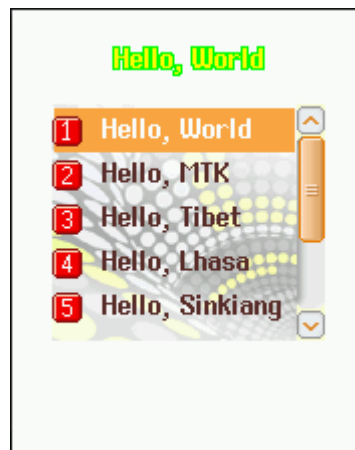 Hello, World
1 Hello, World
2 Hello, MTK
3 Hello, Tibet
4 Hello, Lhasa
5 Hello, Sinkiang